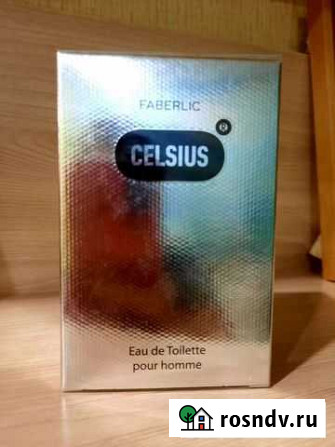 FABERLIC
CELSIUS
Eau de Toilette
pour homme
rosndv.ru